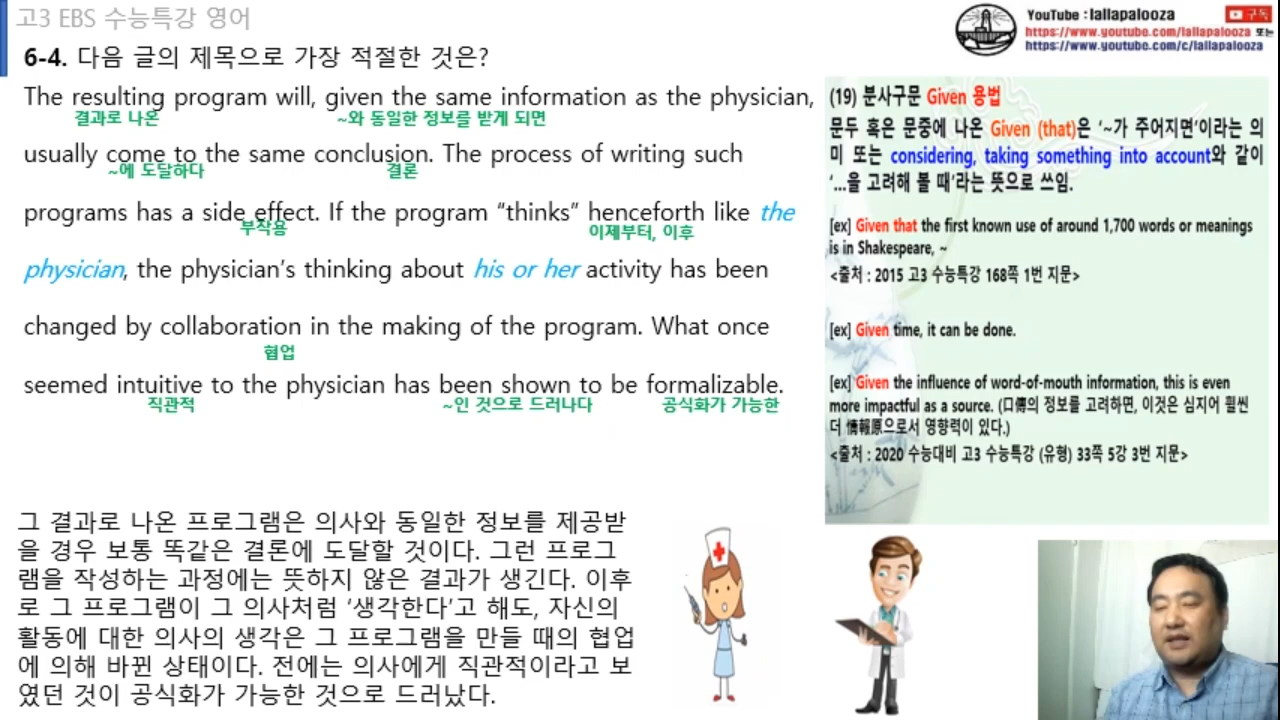 고3 EBS 수능특강 영어
YouTube : lallapalooza
구독
https://www.youtube.com/lallapalooza 또는
https://www.youtube.com/c/lallapalooza
6-4. 다음 글의 제목으로 가장 적절한 것은?
The resulting program will, given the same information as the physician,
결과로 나온 ~와 동일한 정보를 받게 되면
usually come to the same conclusion. The process of writing such
~에 도달하다 결론
programs has a side effect. If the program “thinks” henceforth like the
부작용 이제부터, 이후
physician, the physician’s thinking about his or her activity has been
changed by collaboration in the making of the program. What once
협업
seemed intuitive to the physician has been shown to be formalizable.
직관적 ~인 것으로 드러나다 공식화가 가능한
(19) 분사구문 Given 용법
문두 혹은 문중에 나온 Given (that)은 ‘~가 주어지면’이라는 의
미 또는 considering, taking something into account와 같이
‘...을 고려해 볼 때’라는 뜻으로 쓰임.
[ex] Given that the first known use of around 1,700 words or meanings
is in Shakespeare, ~
<출처 : 2015 고3 수능특강 168쪽 1번 지문>
[ex] Given time, it can be done.
[ex] Given the influence of word-of-mouth information, this is even
more impactful as a source. (口傳의 정보를 고려하면, 이것은 심지어 훨씬
더 情報原으로서 영향력이 있다.)
<출처 : 2020 수능대비 고3 수능특강 (유형) 33쪽 5강 3번 지문>
그 결과로 나온 프로그램은 의사와 동일한 정보를 제공받
을 경우 보통 똑같은 결론에 도달할 것이다. 그런 프로그
램을 작성하는 과정에는 뜻하지 않은 결과가 생긴다. 이후
로 그 프로그램이 그 의사처럼 ‘생각한다’고 해도, 자신의
활동에 대한 의사의 생각은 그 프로그램을 만들 때의 협업
에 의해 바뀐 상태이다. 전에는 의사에게 직관적이라고 보
였던 것이 공식화가 가능한 것으로 드러났다.